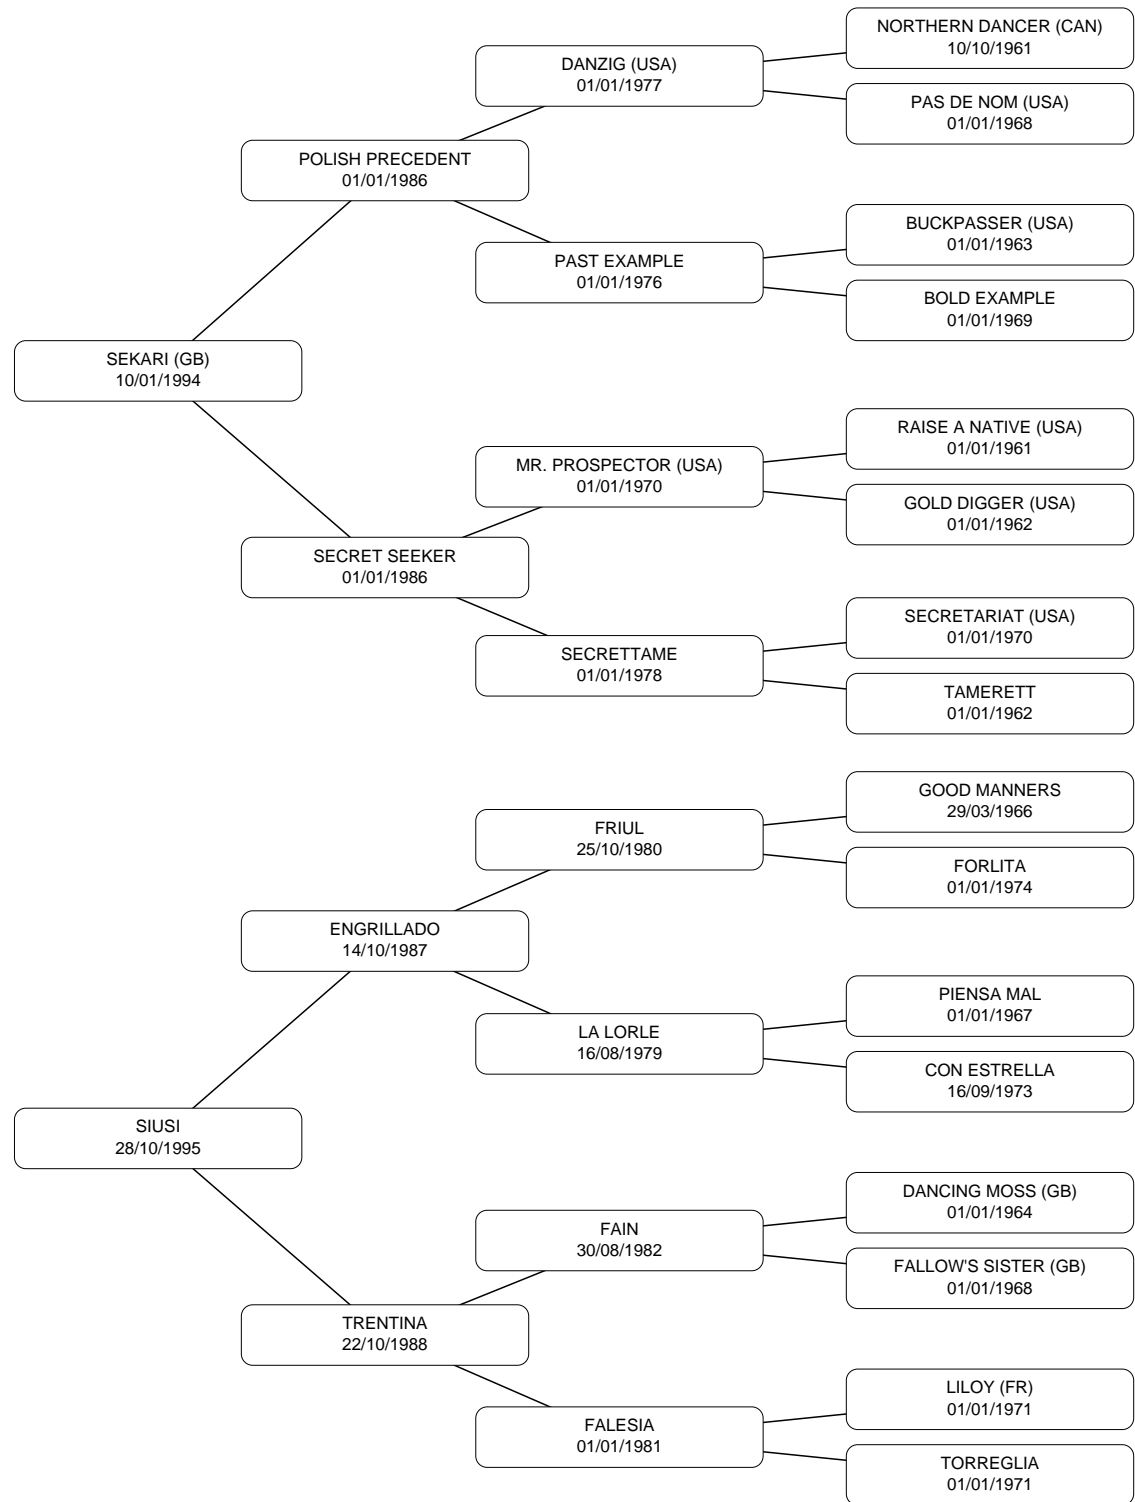 NORTHERN DANCER (CAN)
10/10/1961
DANZIG (USA)
01/01/1977
PAS DE NOM (USA)
01/01/1968
POLISH PRECEDENT
01/01/1986
BUCKPASSER (USA)
01/01/1963
PAST EXAMPLE
01/01/1976
BOLD EXAMPLE
01/01/1969
SEKARI (GB)
10/01/1994
RAISE A NATIVE (USA)
01/01/1961
MR. PROSPECTOR (USA)
01/01/1970
GOLD DIGGER (USA)
01/01/1962
SECRET SEEKER
01/01/1986
SECRETARIAT (USA)
01/01/1970
SECRETTAME
01/01/1978
TAMERETT
01/01/1962
GOOD MANNERS
29/03/1966
FRIUL
25/10/1980
FORLITA
01/01/1974
ENGRILLADO
14/10/1987
PIENSA MAL
01/01/1967
LA LORLE
16/08/1979
CON ESTRELLA
16/09/1973
SIUSI
28/10/1995
DANCING MOSS (GB)
01/01/1964
FAIN
30/08/1982
FALLOW'S SISTER (GB)
01/01/1968
TRENTINA
22/10/1988
LILOY (FR)
01/01/1971
FALESIA
01/01/1981
TORREGLIA
01/01/1971